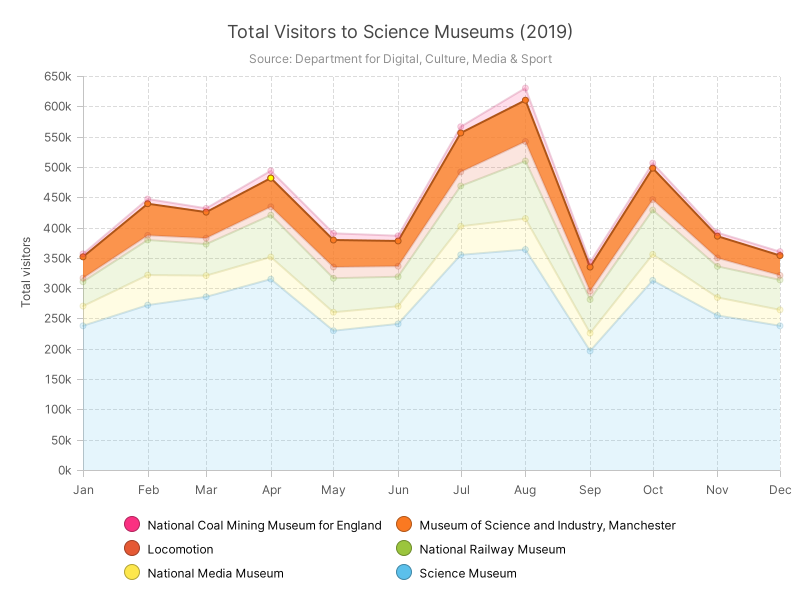 Total Visitors to Science Museums (2019)
Source: Department for Digital, Culture, Media & Sport
Total visitors
650k
600k
550k
500k
450k
400k
350k
300k
250k
200k
150k
100k
50k
0k
Jan Feb Mar Apr May Jun Jul Aug Sep Oct Nov Dec
National Coal Mining Museum for England Museum of Science and Industry, Manchester
Locomotion National Railway Museum
National Media Museum Science Museum